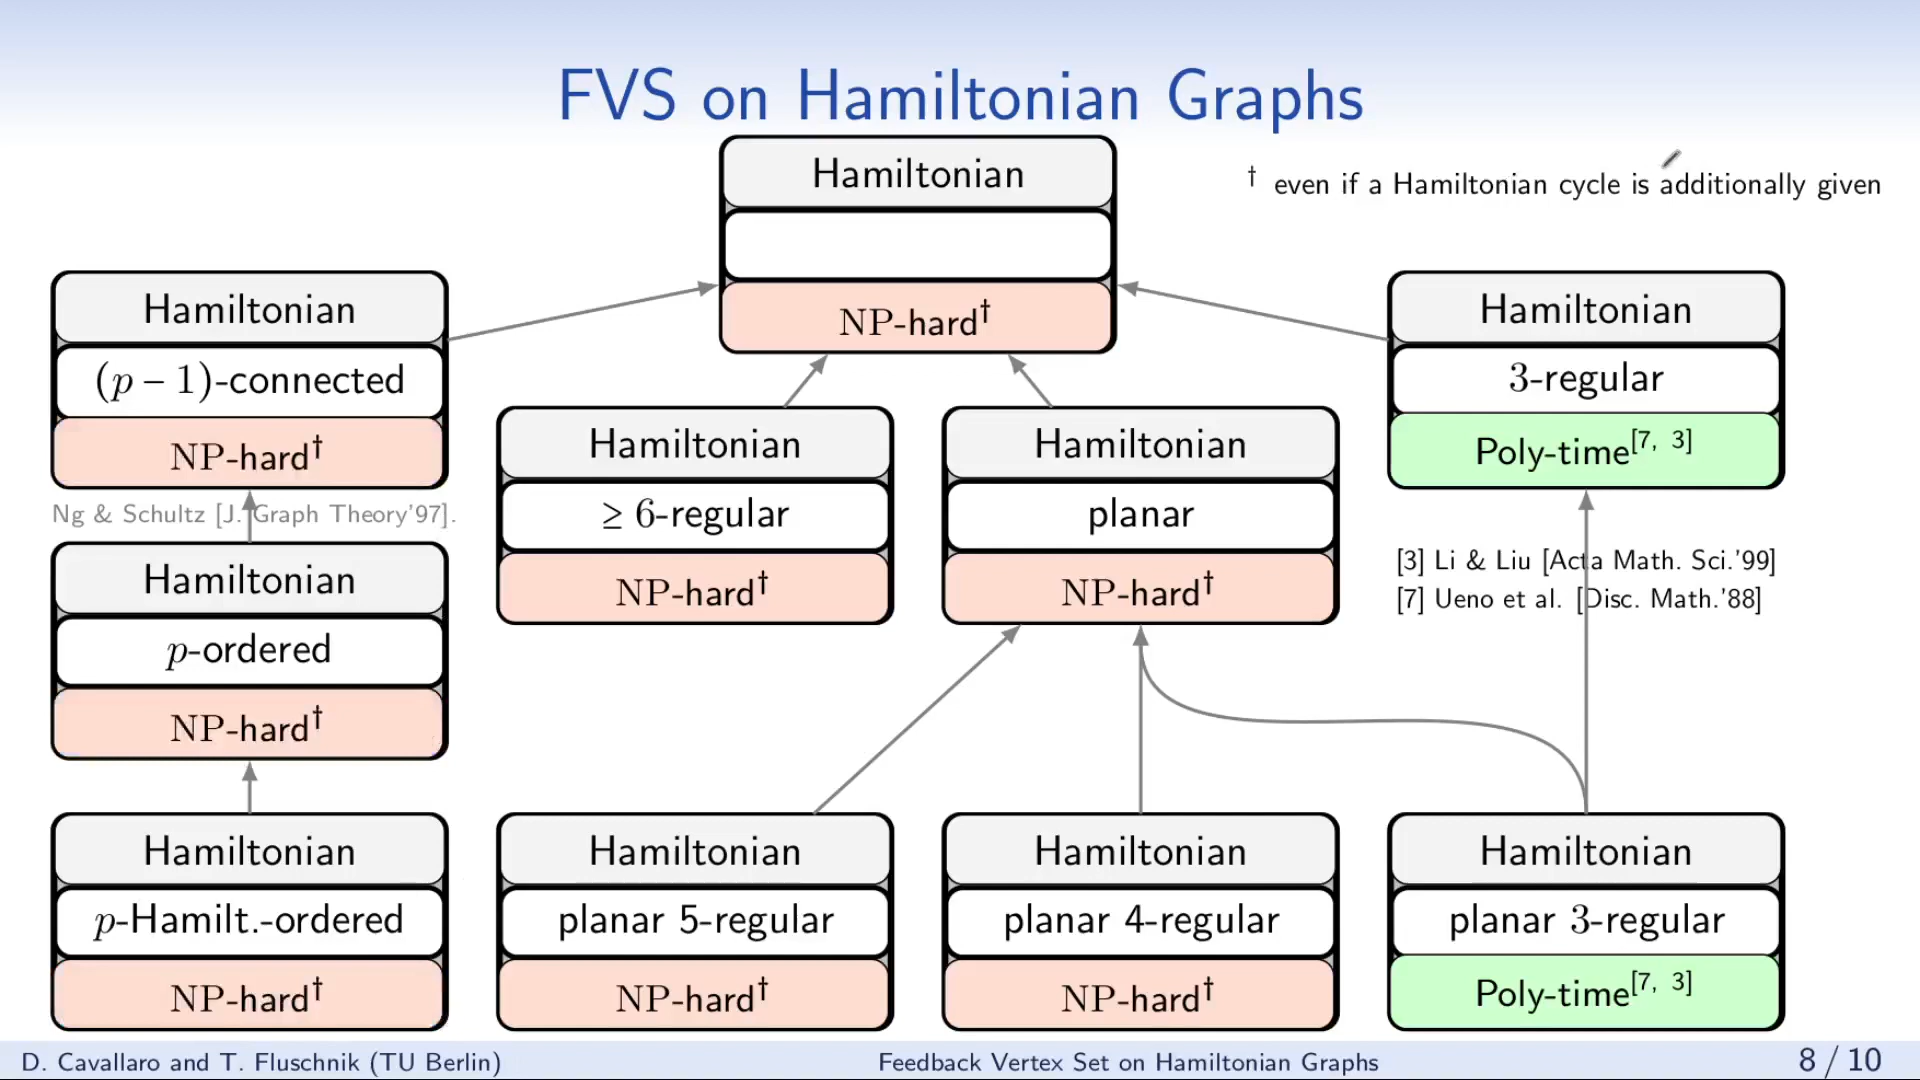 FVS on Hamiltonian Graphs
Hamiltonian
NP-hard†
† even if a Hamiltonian cycle is additionally given
Hamiltonian
(p – 1)-connected
NP-hard†
Hamiltonian
3-regular
Poly-time[7, 3]
Hamiltonian
≥ 6-regular
NP-hard†
Hamiltonian
planar
NP-hard†
Ng & Schultz [J. Graph Theory'97].
[3] Li & Liu [Acta Math. Sci.'99]
[7] Ueno et al. [Disc. Math.'88]
Hamiltonian
p-ordered
NP-hard†
Hamiltonian
p-Hamilt.-ordered
NP-hard†
Hamiltonian
planar 5-regular
NP-hard†
Hamiltonian
planar 4-regular
NP-hard†
Hamiltonian
planar 3-regular
Poly-time[7, 3]
D. Cavallaro and T. Fluschnik (TU Berlin)
Feedback Vertex Set on Hamiltonian Graphs
8 / 10